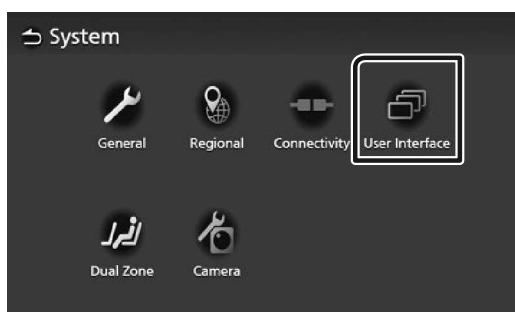 System
General Regional Connectivity User Interface
Dual Zone Camera